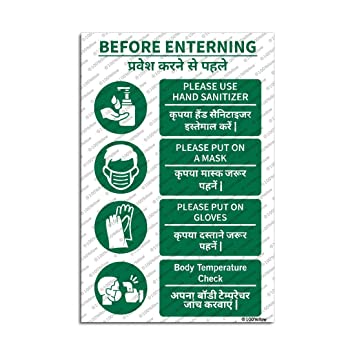 BEFORE ENTERNING
प्रवेश करने से पहले
PLEASE USE
HAND SANITIZER
कृपया हैंड सैनिटाइजर
इस्तेमाल करें |
PLEASE PUT ON
A MASK
कृपया मास्क जरूर
पहनें |
PLEASE PUT ON
GLOVES
कृपया दस्ताने जरूर
पहनें |
Body Temperature
Check
अपना बॉडी टेम्परेचर
जांच करवाएं |
© LOOYellow